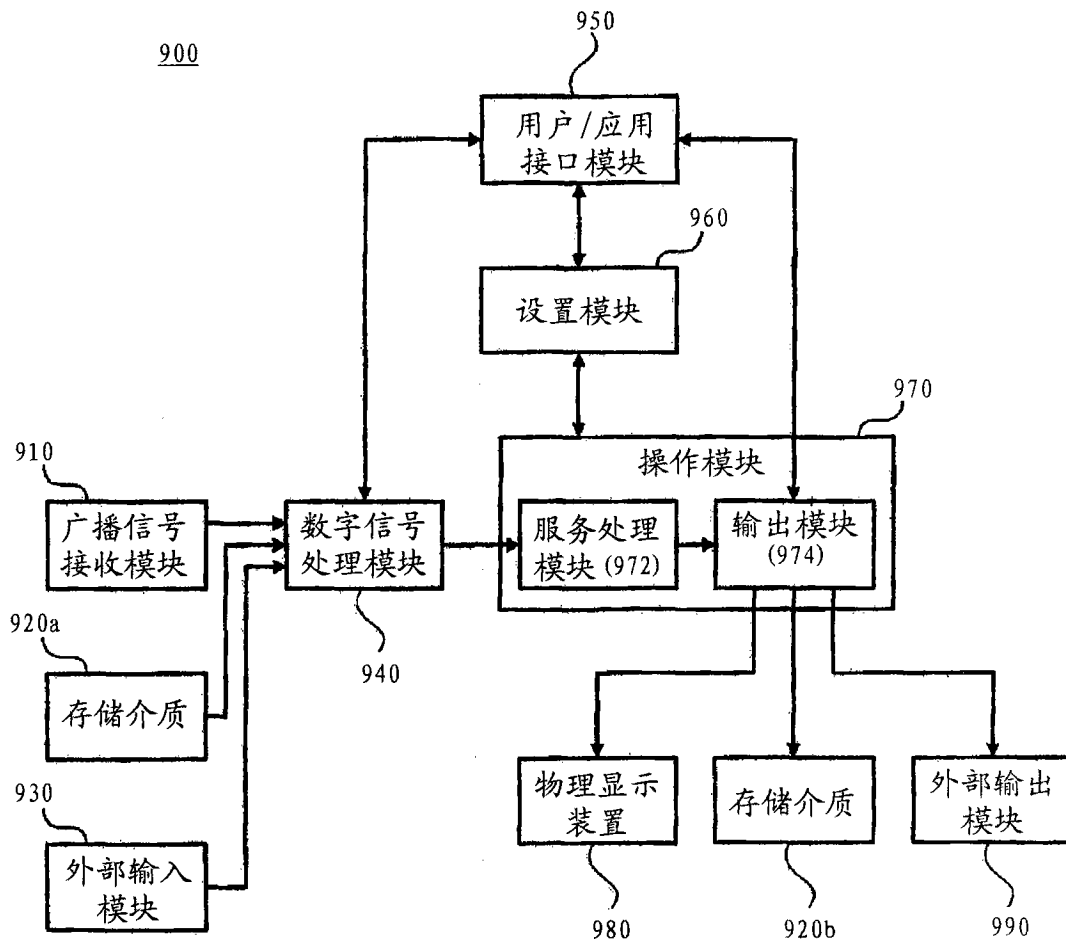 900
950
用户/应用
接口模块
960
设置模块
970
操作模块
910
广播信号
接收模块
数字信号
处理模块
940
服务处理
模块(972)
输出模块
(974)
920a
存储介质
930
外部输入
模块
物理显示
装置
980
存储介质
920b
外部输出
模块
990